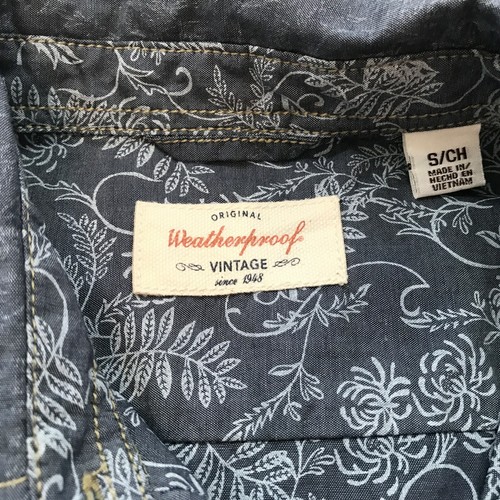 ORIGINAL
Weatherproof
VINTAGE
since 1948
S/CH
MADE IN/
HECHO EN
VIETNAM